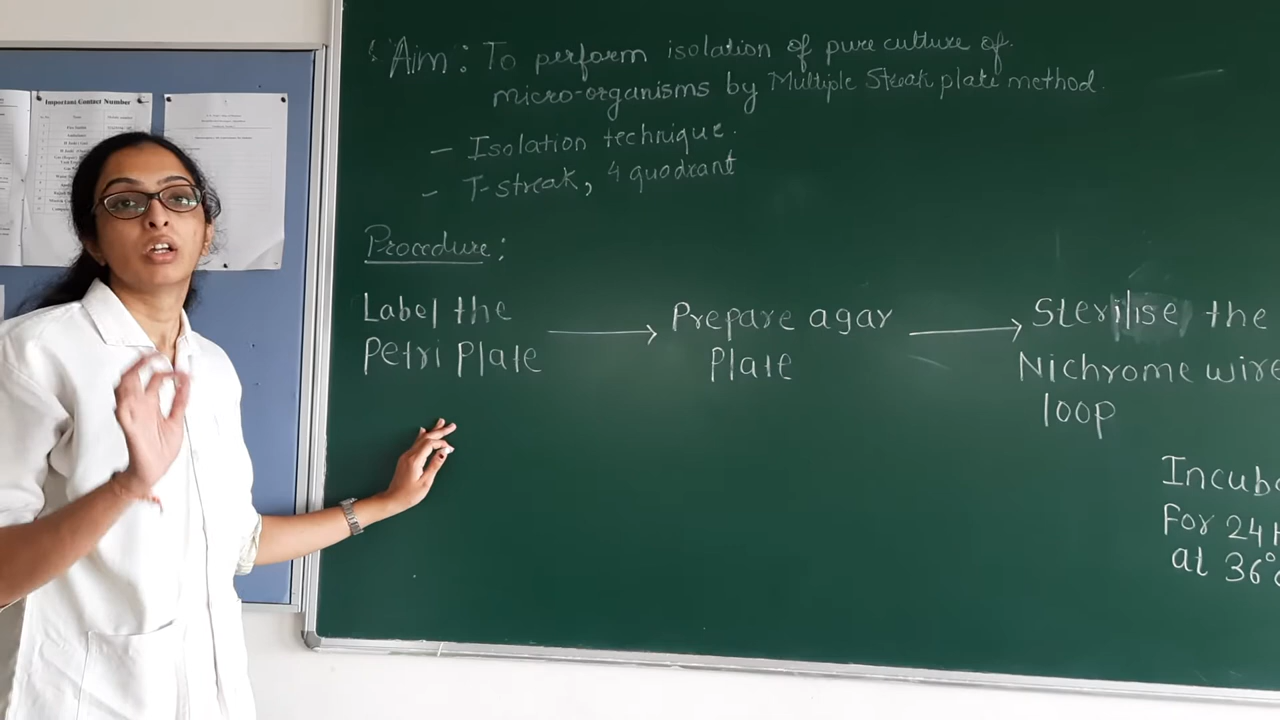 Important Contact Number
Aim: To perform isolation of pure culture of
micro-organisms by Multiple Streak plate method.
- Isolation technique.
- T-streak, 4 quadrant
Procedure:
Label the
Petri Plate
Prepare agar
Plate
Sterilise the
Nichrome wire
loop
Incuba
For 24 H
at 36°c